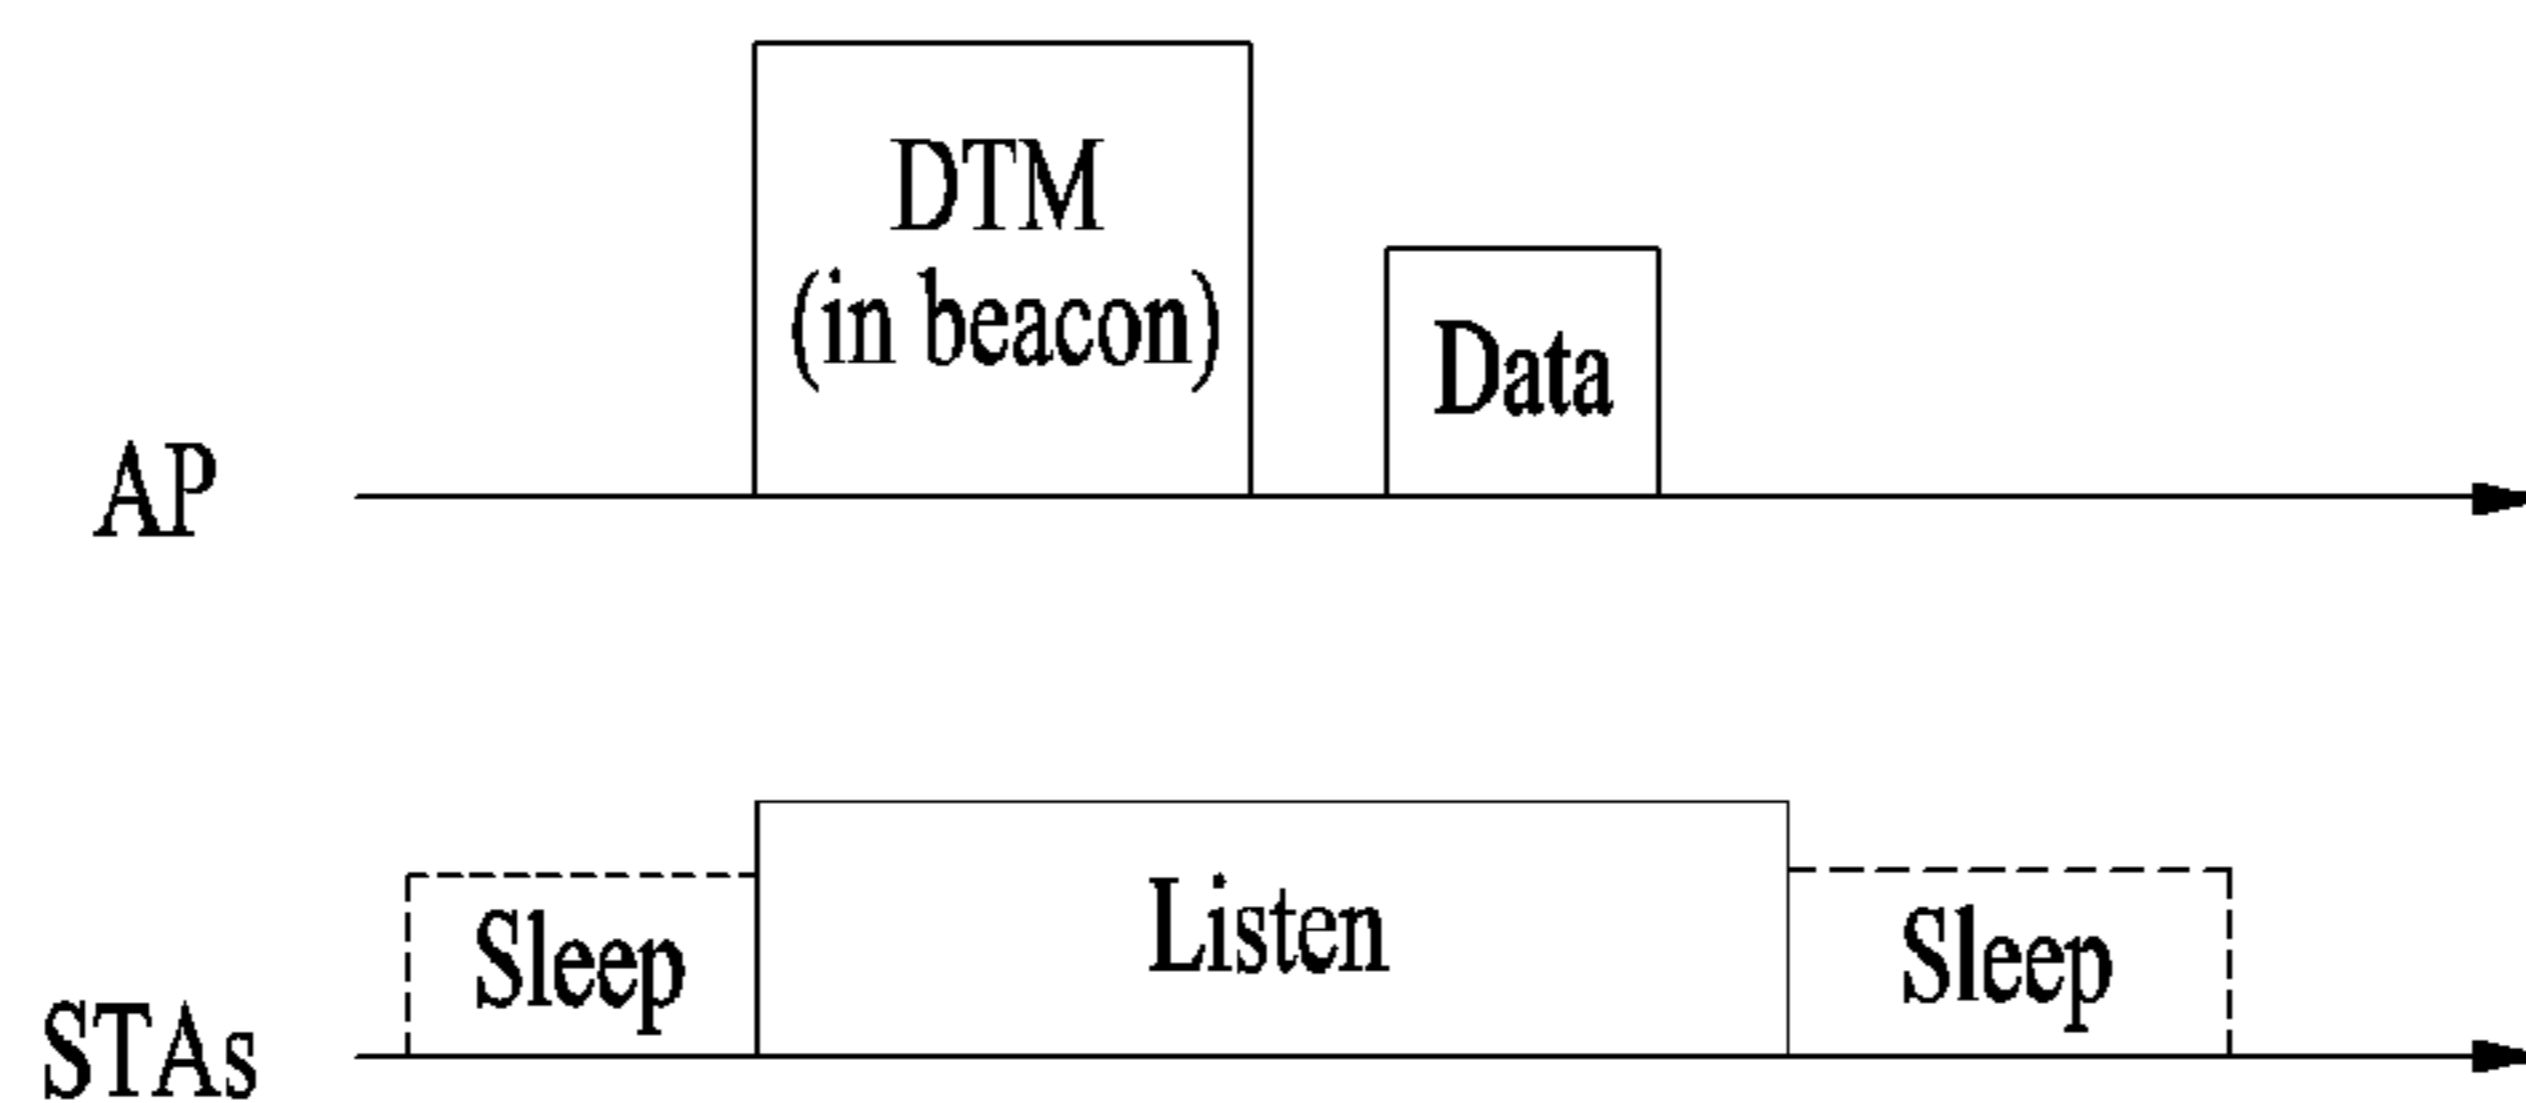 DTM
(in beacon)
Data
AP
Sleep
Listen
Sleep
STAs